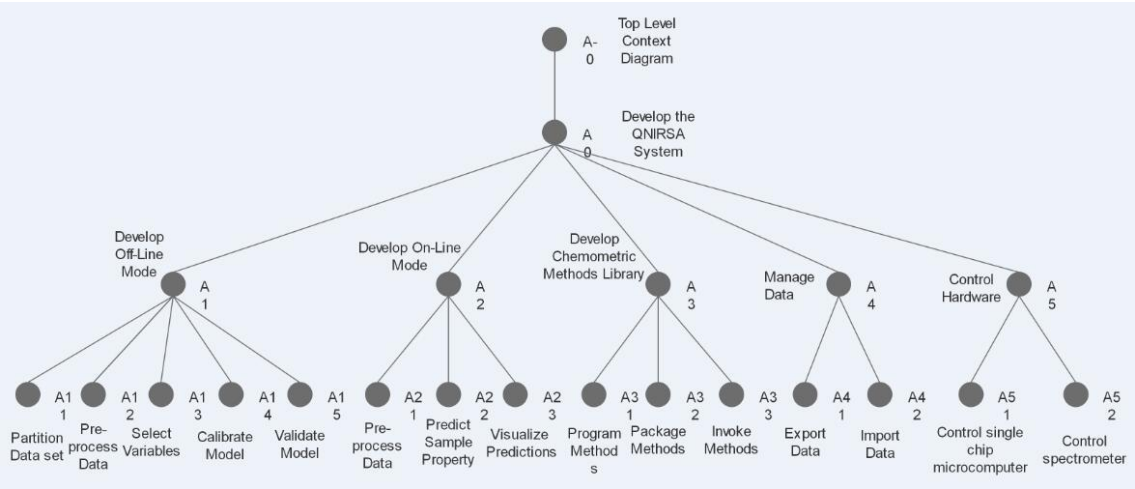 Top Level
Context
Diagram
A-
0
Develop the
QNIRSA
System
A
0
Develop
Off-Line
Mode
A
1
Develop On-Line
Mode
A
2
Develop
Chemometric
Methods Library
A
3
Manage
Data
A
4
Control
Hardware
A
5
A1
1
Partition
Data set
A1
2
Pre-
process
Data
A1
3
Select
Variables
A1
4
Calibrate
Model
A1
5
Validate
Model
A2
1
Pre-
process
Data
A2
2
Predict
Sample
Property
A2
3
Visualize
Predictions
A3
1
Program
Method
s
A3
2
Package
Methods
A3
3
Invoke
Methods
A4
1
Export
Data
A4
2
Import
Data
A5
1
Control single
chip
microcomputer
A5
2
Control
spectrometer